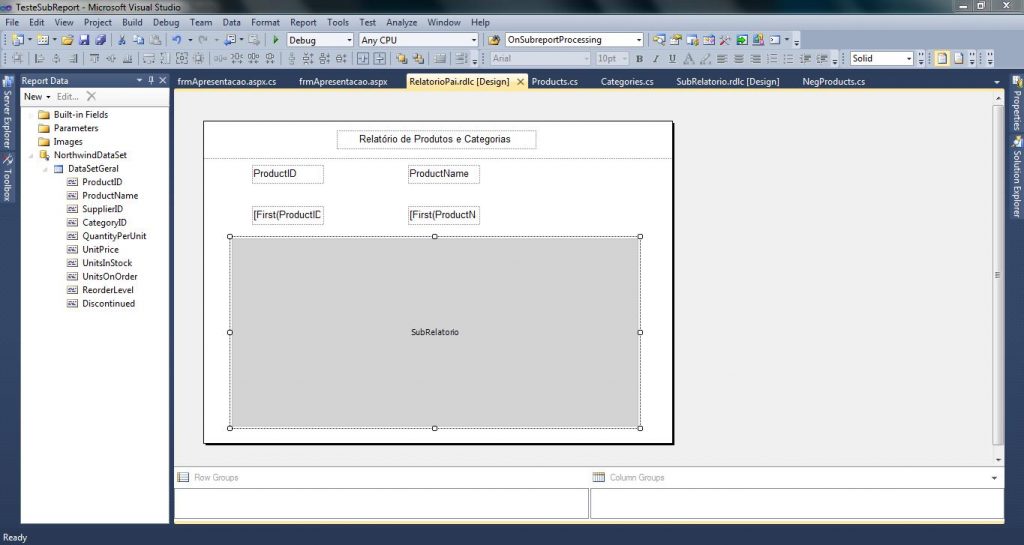 TesteSubReport - Microsoft Visual Studio
File Edit View Project Build Debug Team Data Format Report Tools Test Analyze Window Help
Debug Any CPU OnSubreportProcessing
Arial 10pt Solid
Server Explorer
Toolbox
Report Data
New Edit...
Built-in Fields
Parameters
Images
NorthwindDataSet
DataSetGeral
ProductID
ProductName
SupplierID
CategoryID
QuantityPerUnit
UnitPrice
UnitsInStock
UnitsOnOrder
ReorderLevel
Discontinued
frmApresentacao.aspx.cs frmApresentacao.aspx RelatorioPai.rdlc [Design] Products.cs Categories.cs SubRelatorio.rdlc [Design] NegProducts.cs
Relatório de Produtos e Categorias
ProductID ProductName
[First(ProductID [First(ProductN
SubRelatorio
Row Groups Column Groups
Properties
Solution Explorer
Ready